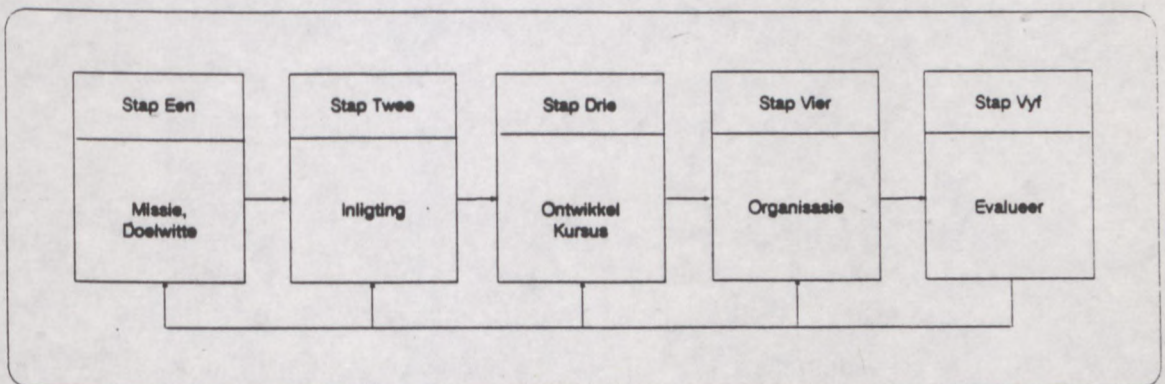 Stap Een
Stap Twee
Stap Drie
Stap Vier
Stap Vyf
Missie,
Doelwitte
Inligting
Ontwikkel
Kursus
Organisasie
Evalueer